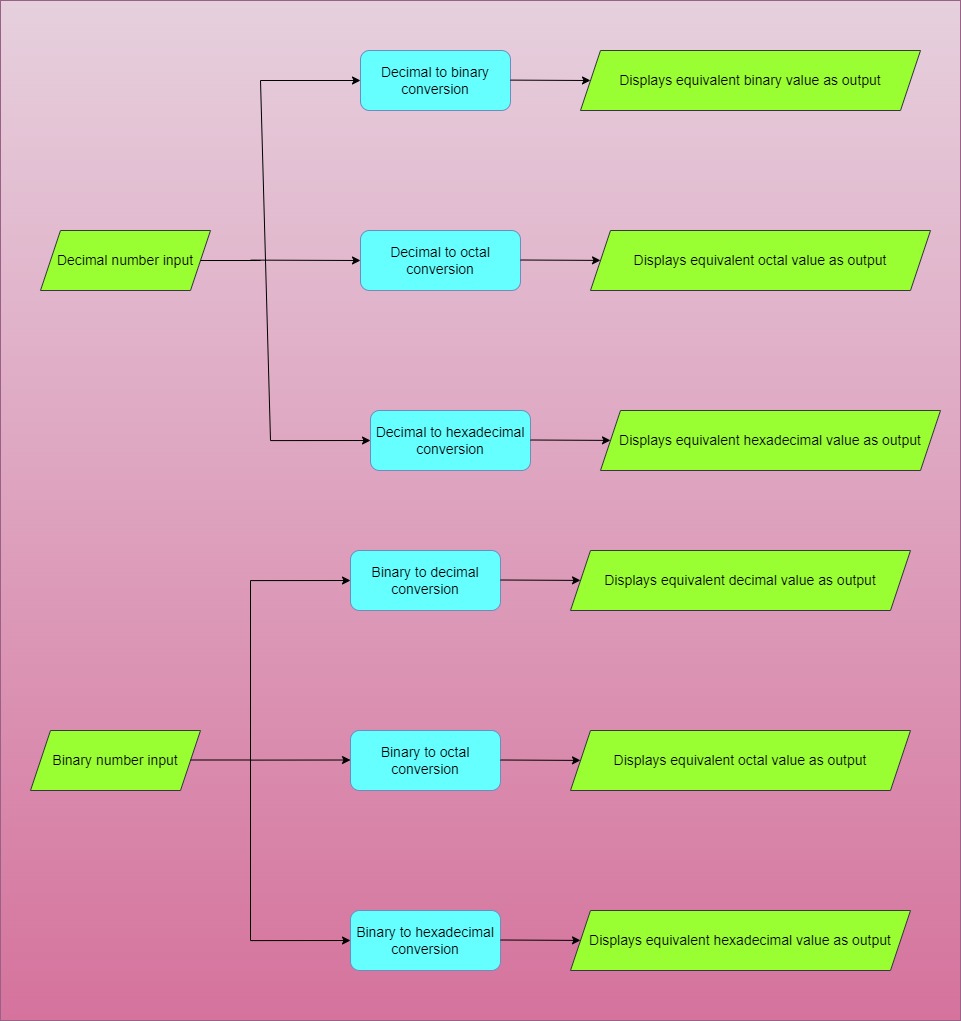 Decimal to binary
conversion
Displays equivalent binary value as output
Decimal number input
Decimal to octal
conversion
Displays equivalent octal value as output
Decimal to hexadecimal
conversion
Displays equivalent hexadecimal value as output
Binary to decimal
conversion
Displays equivalent decimal value as output
Binary number input
Binary to octal
conversion
Displays equivalent octal value as output
Binary to hexadecimal
conversion
Displays equivalent hexadecimal value as output